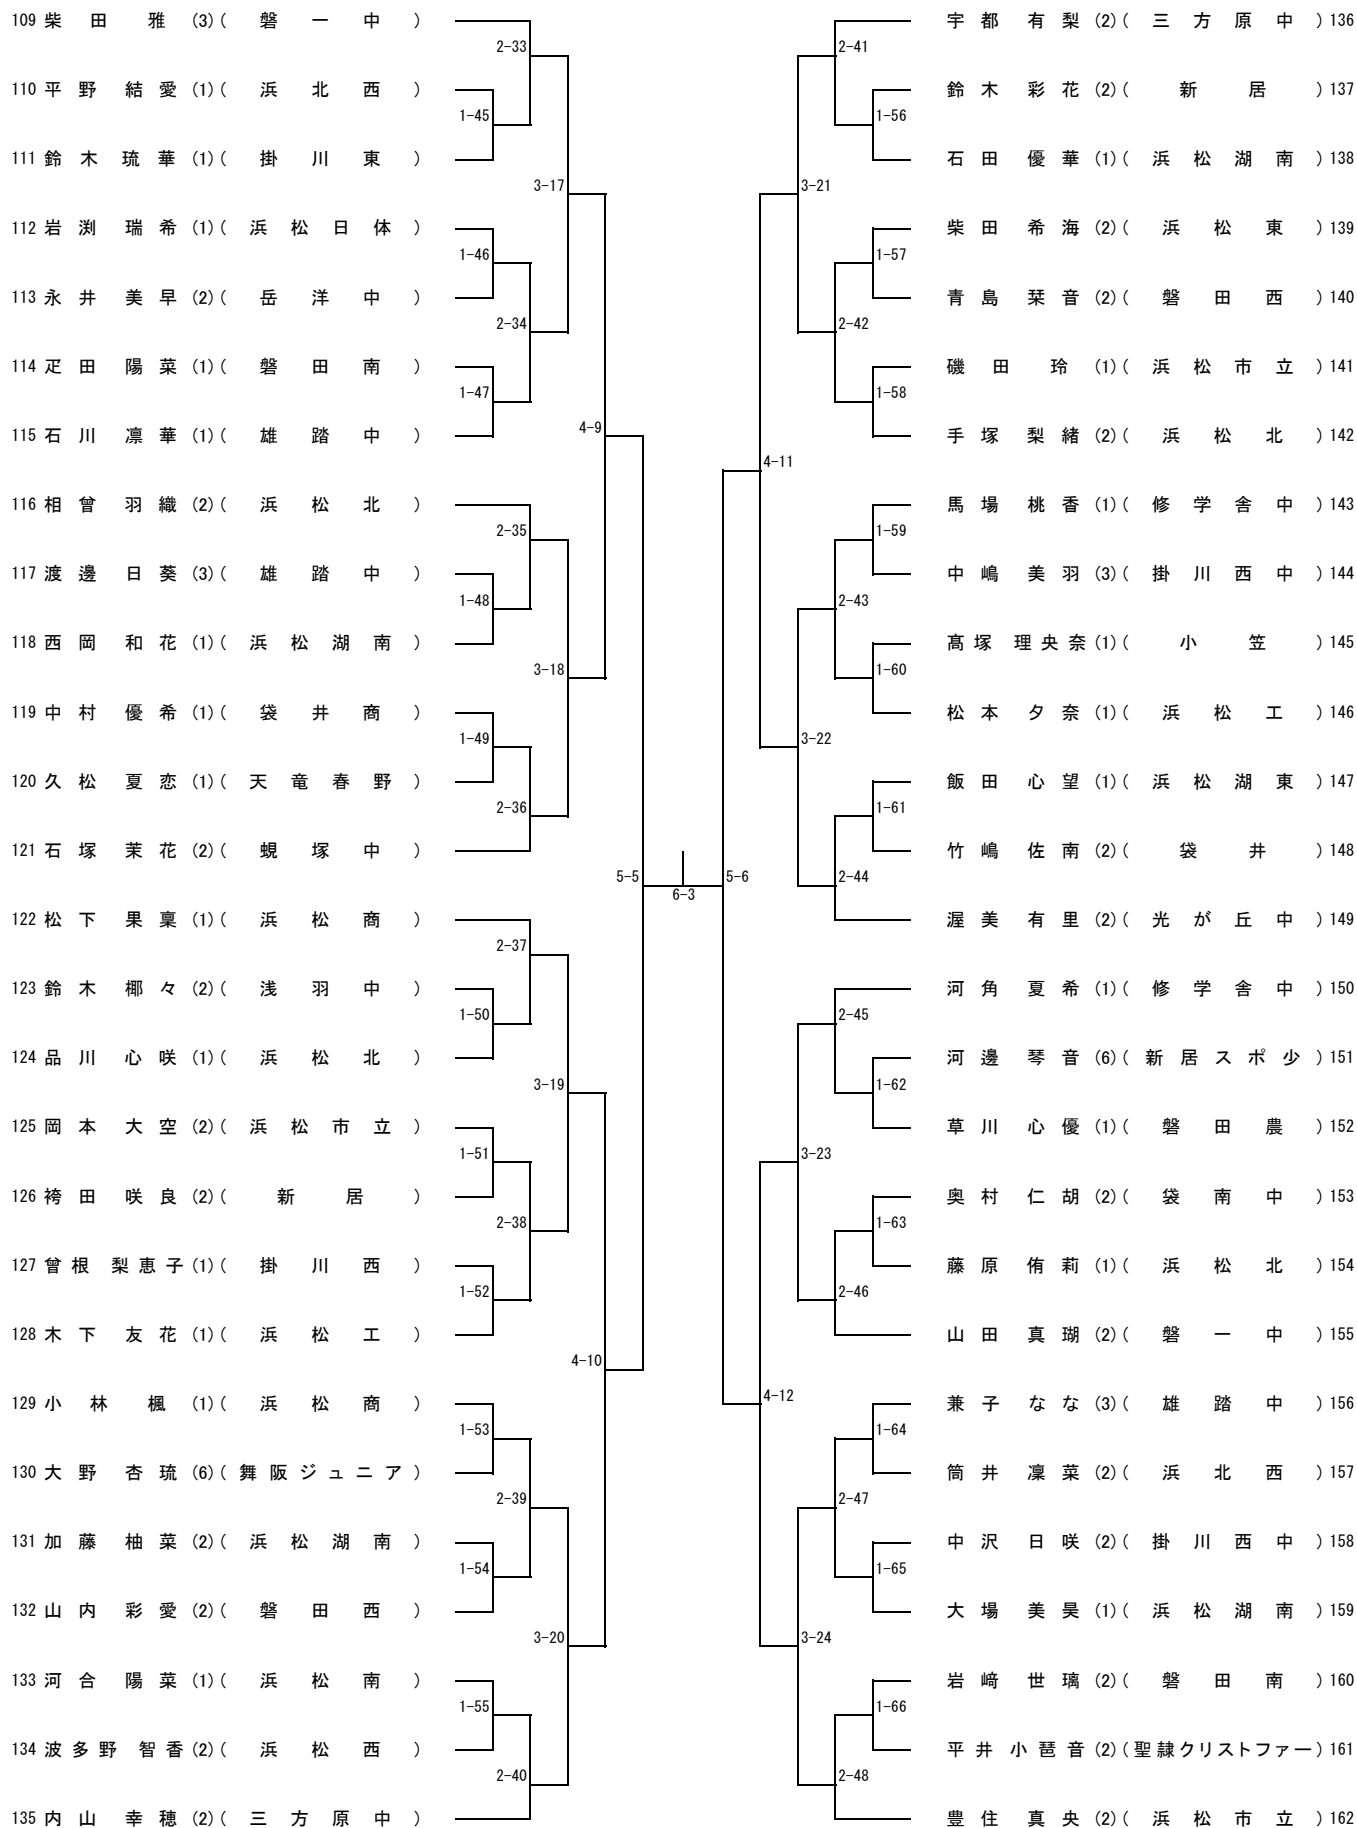 109 柴田 雅 (3) ( 磐一中 )
2-33
110 平野 結愛 (1) ( 浜北西 )
1-45
111 鈴木 琉華 (1) ( 掛川東 )
3-17
112 岩渕 瑞希 (1) ( 浜松日体 )
1-46
113 永井 美早 (2) ( 岳洋中 )
2-34
114 疋田 陽菜 (1) ( 磐田南 )
1-47
115 石川 凛華 (1) ( 雄踏中 )
4-9
116 相曾 羽織 (2) ( 浜松北 )
2-35
117 渡邊 日葵 (3) ( 雄踏中 )
1-48
118 西岡 和花 (1) ( 浜松湖南 )
3-18
119 中村 優希 (1) ( 袋井商 )
1-49
120 久松 夏恋 (1) ( 天竜春野 )
2-36
121 石塚 茉花 (2) ( 蜆塚中 )
5-5
122 松下 果稟 (1) ( 浜松商 )
2-37
123 鈴木 椰々 (2) ( 浅羽中 )
1-50
124 品川 心咲 (1) ( 浜松北 )
3-19
125 岡本 大空 (2) ( 浜松市立 )
1-51
126 袴田 咲良 (2) ( 新居 )
2-38
127 曾根 梨恵子 (1) ( 掛川西 )
1-52
128 木下 友花 (1) ( 浜松工 )
4-10
129 小林 楓 (1) ( 浜松商 )
1-53
130 大野 杏琉 (6) ( 舞阪ジュニア )
2-39
131 加藤 柚菜 (2) ( 浜松湖南 )
1-54
132 山内 彩愛 (2) ( 磐田西 )
3-20
133 河合 陽菜 (1) ( 浜松南 )
1-55
134 波多野 智香 (2) ( 浜松西 )
2-40
135 内山 幸穂 (2) ( 三方原中 )
6-3
宇都 有梨 (2) ( 三方原中 ) 136
2-41
鈴木 彩花 (2) ( 新居 ) 137
1-56
石田 優華 (1) ( 浜松湖南 ) 138
3-21
柴田 希海 (2) ( 浜松東 ) 139
1-57
青島 栞音 (2) ( 磐田西 ) 140
2-42
磯田 玲 (1) ( 浜松市立 ) 141
1-58
手塚 梨緒 (2) ( 浜松北 ) 142
4-11
馬場 桃香 (1) ( 修学舎中 ) 143
1-59
中嶋 美羽 (3) ( 掛川西中 ) 144
2-43
髙塚 理央奈 (1) ( 小笠 ) 145
1-60
松本 夕奈 (1) ( 浜松工 ) 146
3-22
飯田 心望 (1) ( 浜松湖東 ) 147
1-61
竹嶋 佐南 (2) ( 袋井 ) 148
2-44
5-6
渥美 有里 (2) ( 光が丘中 ) 149
河角 夏希 (1) ( 修学舎中 ) 150
2-45
河邊 琴音 (6) ( 新居スポ少 ) 151
1-62
草川 心優 (1) ( 磐田農 ) 152
3-23
奥村 仁胡 (2) ( 袋南中 ) 153
1-63
藤原 侑莉 (1) ( 浜松北 ) 154
2-46
山田 真瑚 (2) ( 磐一中 ) 155
4-12
兼子 なな (3) ( 雄踏中 ) 156
1-64
筒井 凜菜 (2) ( 浜北西 ) 157
2-47
中沢 日咲 (2) ( 掛川西中 ) 158
1-65
大場 美昊 (1) ( 浜松湖南 ) 159
3-24
岩﨑 世璃 (2) ( 磐田南 ) 160
1-66
平井 小琶音 (2) ( 聖隷クリストファー ) 161
2-48
豊住 真央 (2) ( 浜松市立 ) 162